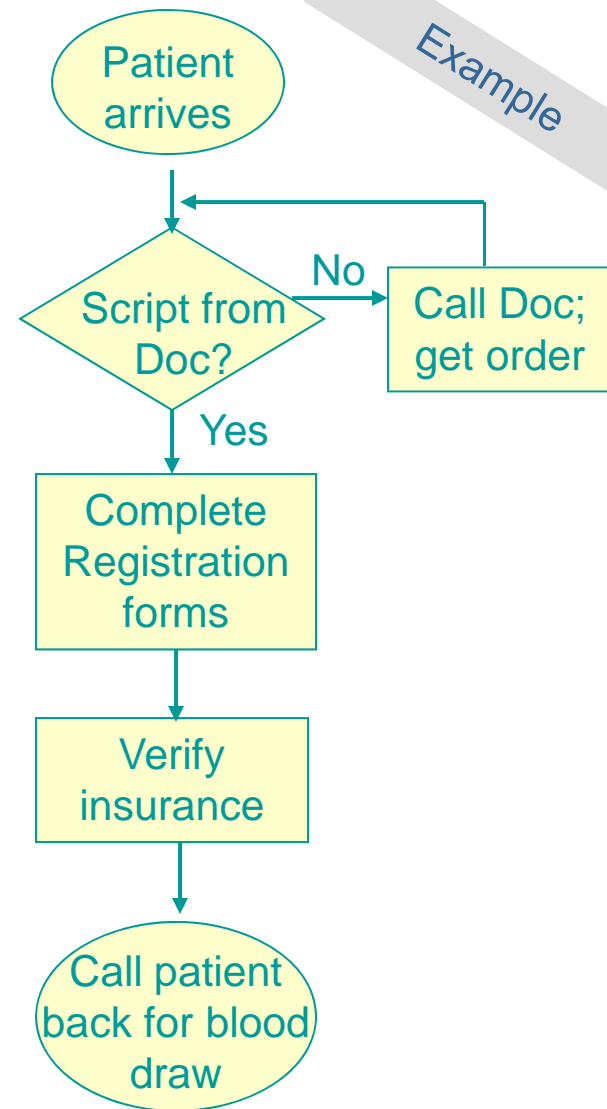 Example
Patient
arrives
Script from
Doc?
No
Call Doc;
get order
Yes
Complete
Registration
forms
Verify
insurance
Call patient
back for blood
draw